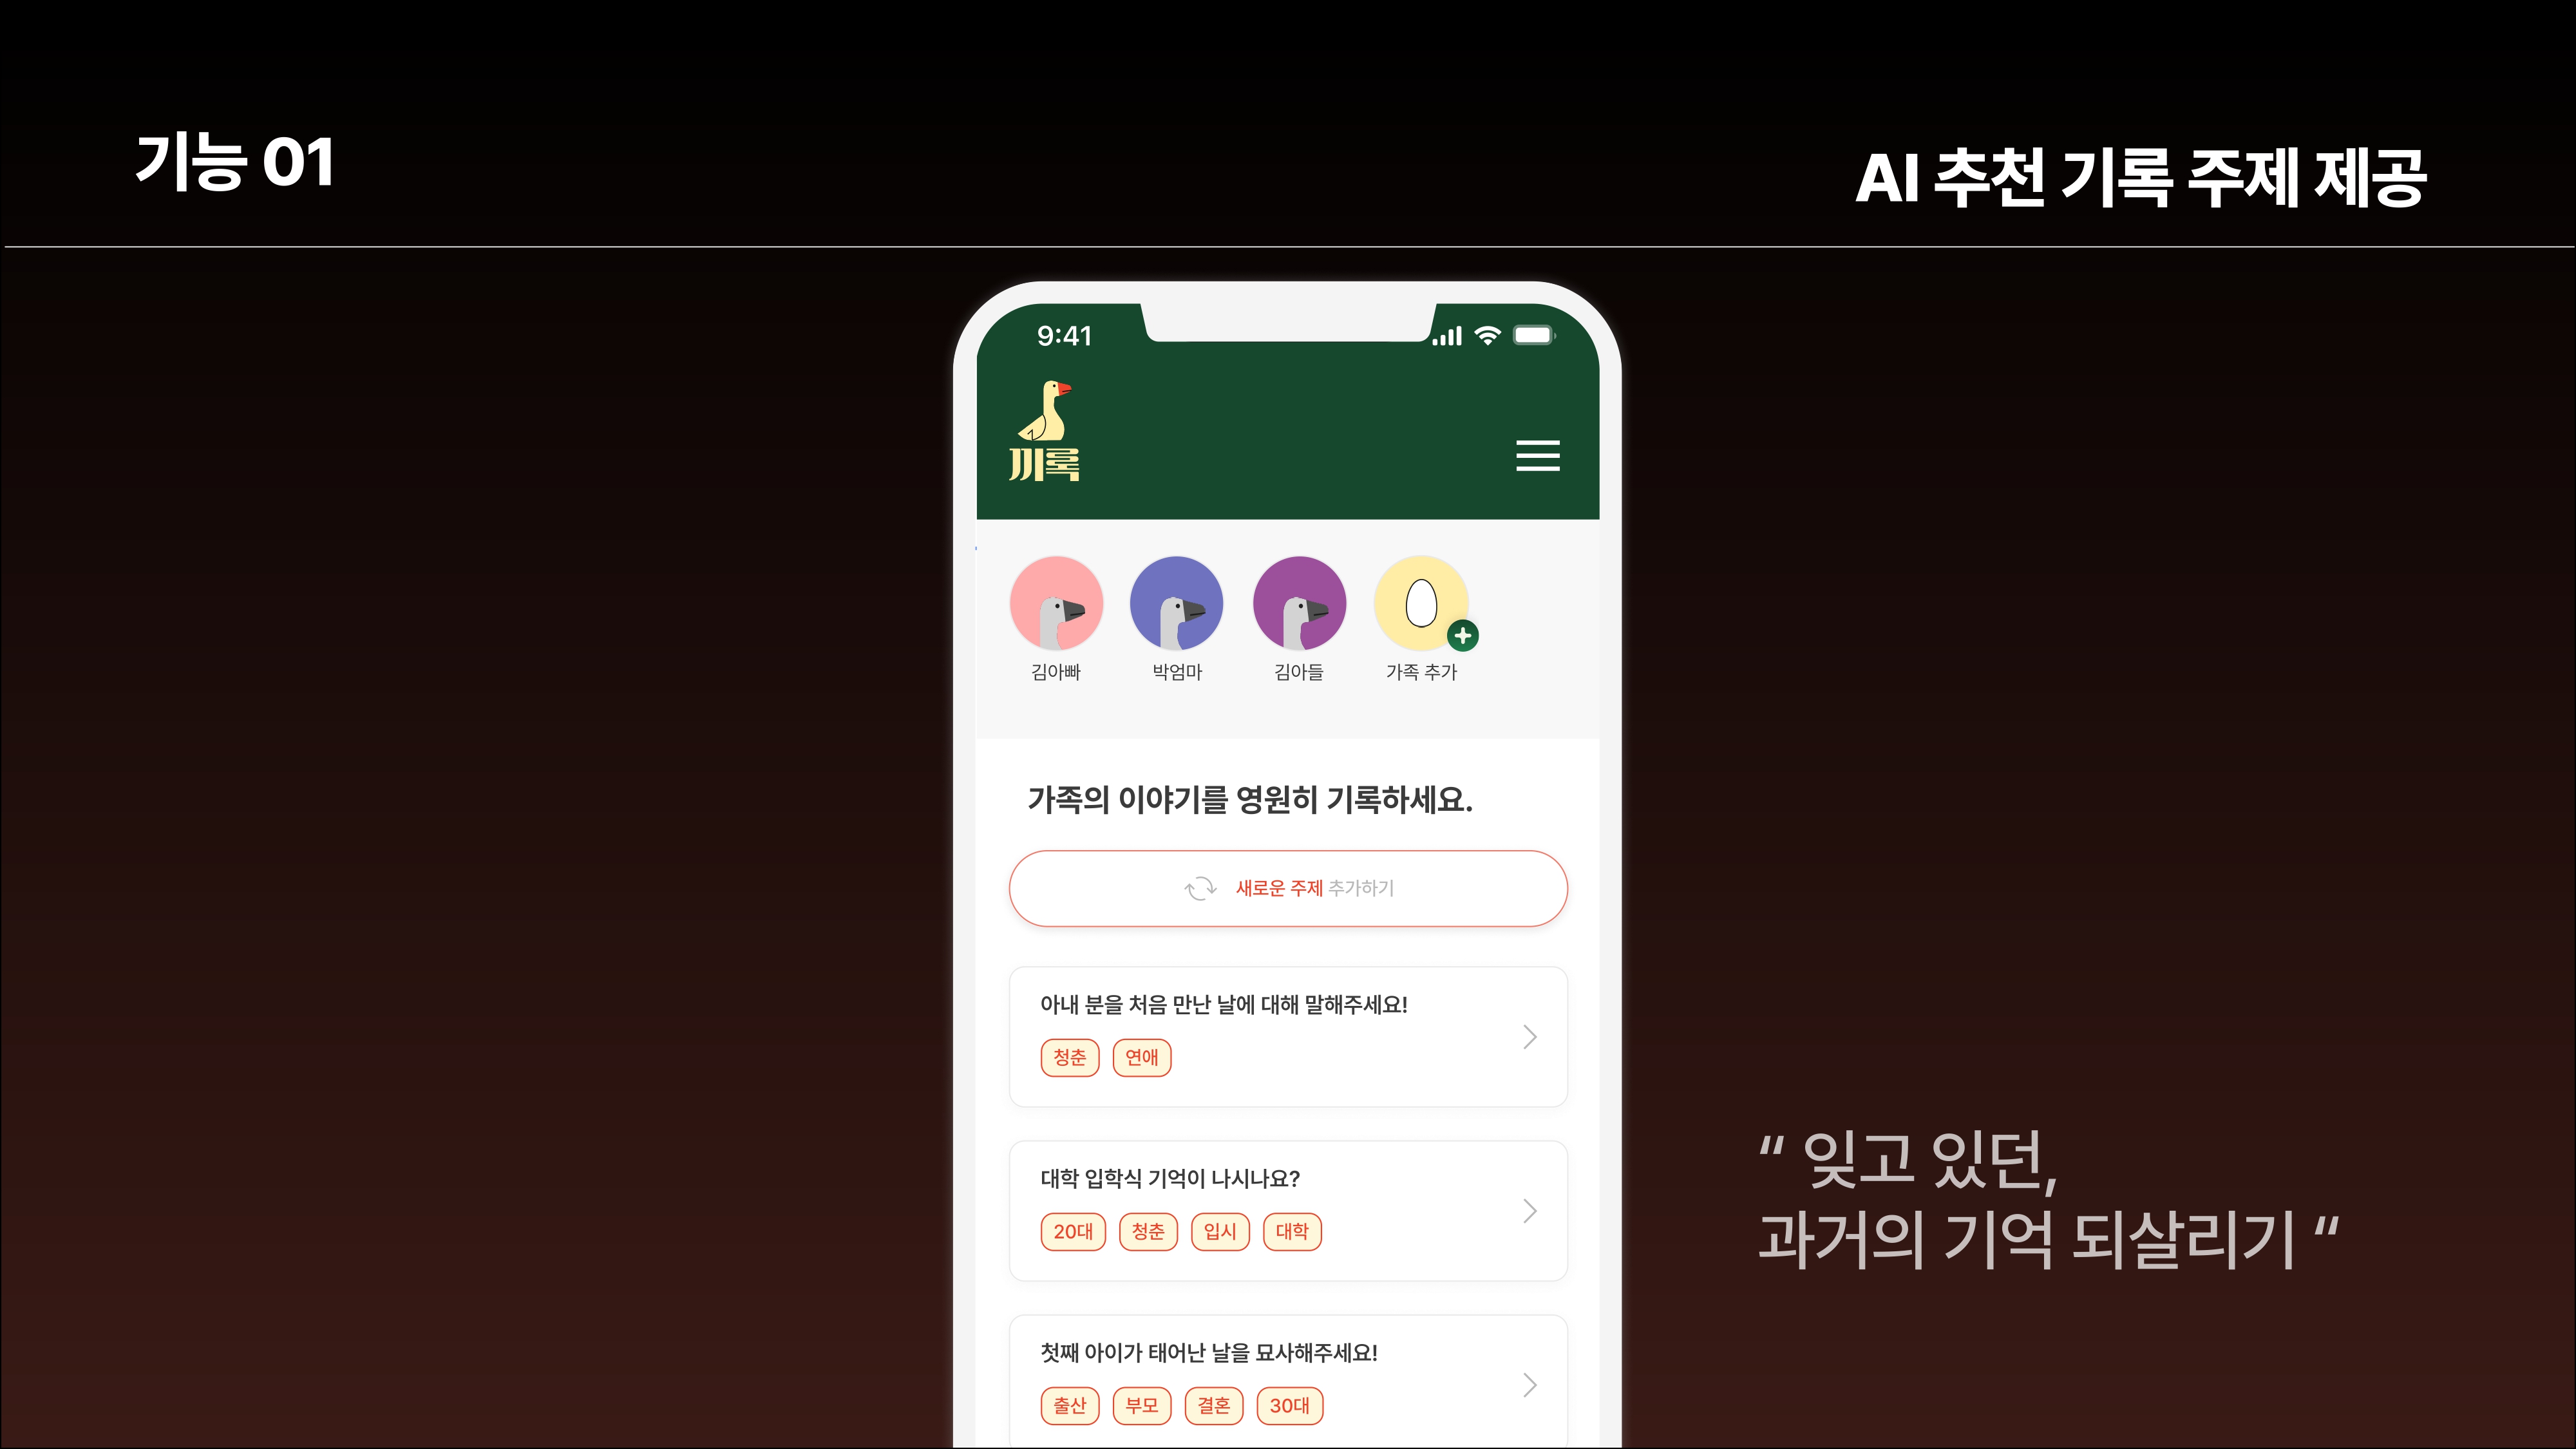 기능 01
AI 추천 기록 주제 제공
9:41
끼록
김아빠
박엄마
김아들
가족 추가
가족의 이야기를 영원히 기록하세요.
새로운 주제 추가하기
아내 분을 처음 만난 날에 대해 말해주세요!
청춘 연애
대학 입학식 기억이 나시나요?
20대 청춘 입시 대학
첫째 아이가 태어난 날을 묘사해주세요!
출산 부모 결혼 30대
“ 잊고 있던,
과거의 기억 되살리기 “